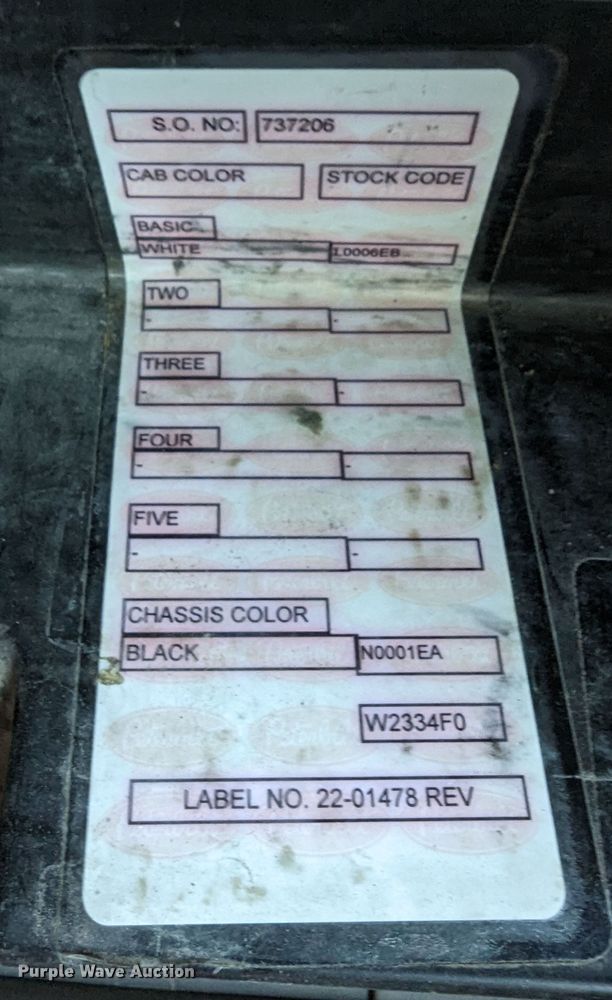 S.O. NO: 737206
CAB COLOR STOCK CODE
BASIC
WHITE L0006EB
TWO
- -
THREE
- -
FOUR
- -
FIVE
- -
CHASSIS COLOR
BLACK N0001EA
W2334F0
LABEL NO. 22-01478 REV
Purple Wave Auction